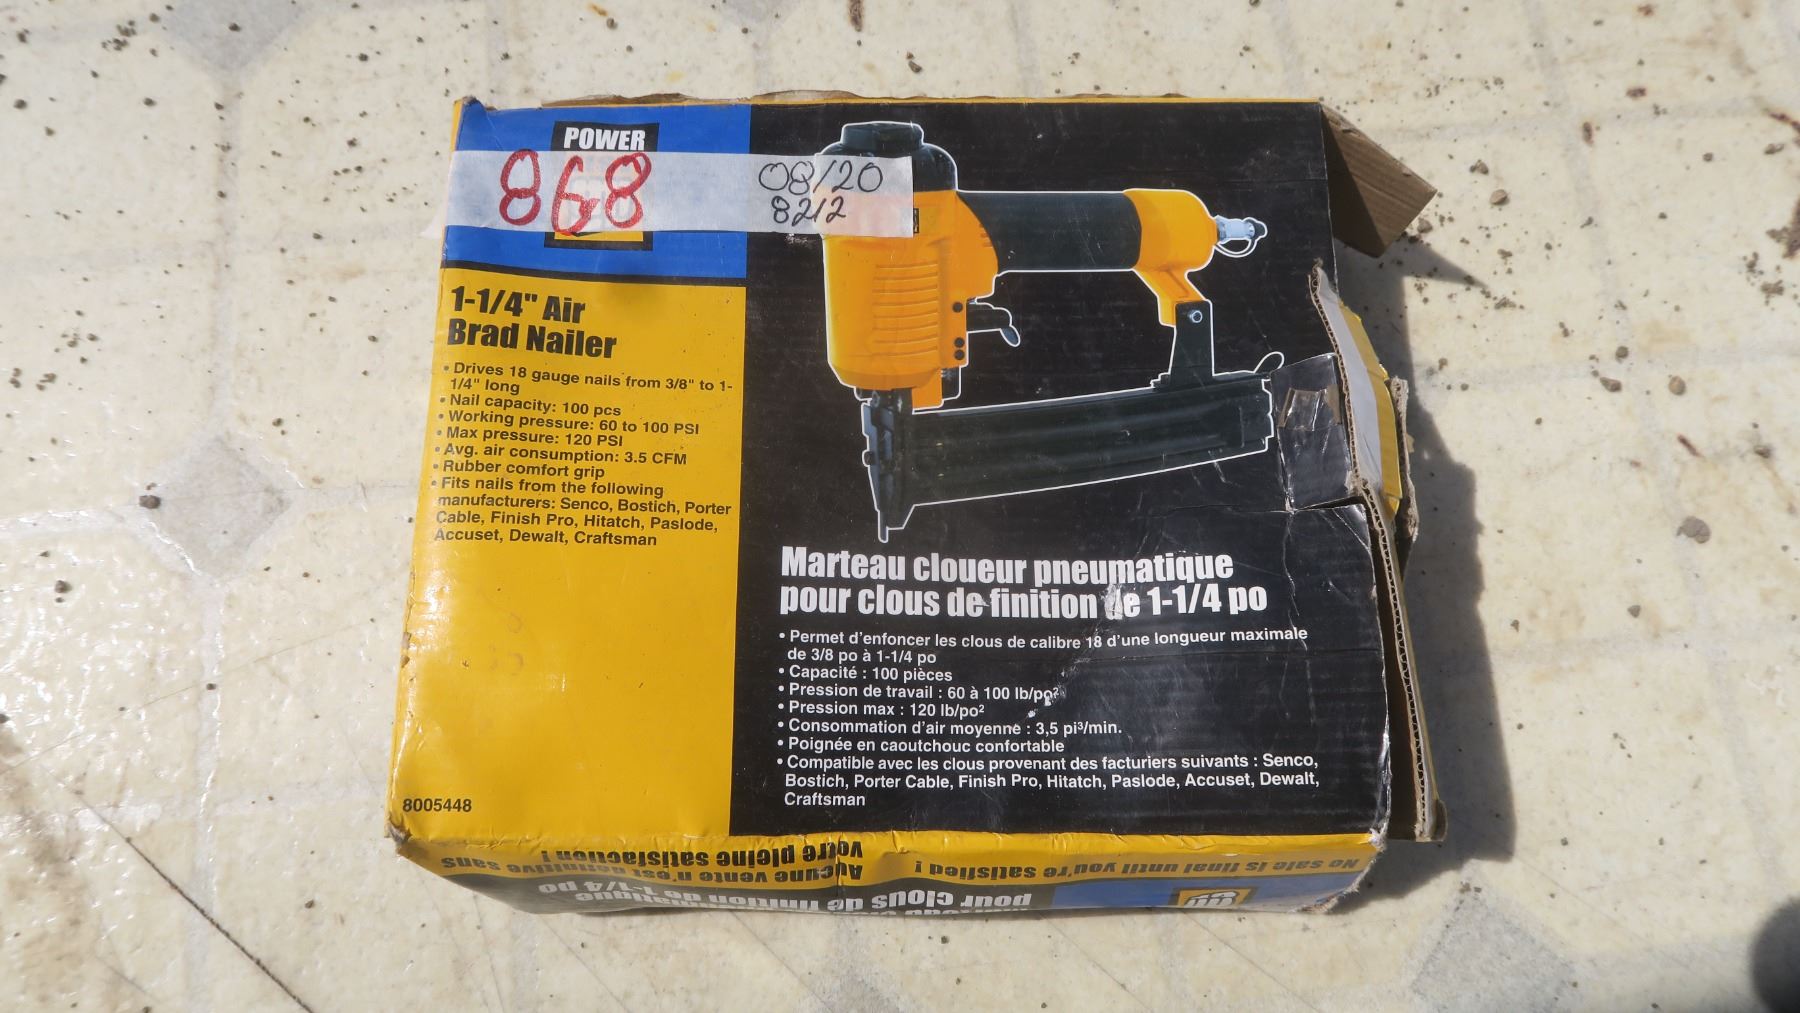 POWER
868
08/20
8212
1-1/4" Air
Brad Nailer
• Drives 18 gauge nails from 3/8" to 1-
1/4" long
• Nail capacity: 100 pcs
• Working pressure: 60 to 100 PSI
• Max pressure: 120 PSI
• Avg. air consumption: 3.5 CFM
• Rubber comfort grip
• Fits nails from the following
manufacturers: Senco, Bostich, Porter
Cable, Finish Pro, Hitatch, Paslode,
Accuset, Dewalt, Craftsman
8005448
Marteau cloueur pneumatique
pour clous de finition de 1-1/4 po
• Permet d'enfoncer les clous de calibre 18 d'une longueur maximale
de 3/8 po à 1-1/4 po
• Capacité : 100 pièces
• Pression de travail : 60 à 100 lb/po²
• Pression max : 120 lb/po²
• Consommation d'air moyenne : 3,5 pi³/min.
• Poignée en caoutchouc confortable
• Compatible avec les clous provenant des facturiers suivants : Senco,
Bostich, Porter Cable, Finish Pro, Hitatch, Paslode, Accuset, Dewalt,
Craftsman
No sale is final until you're satisfied !
Aucune vente n'est définitive sans
votre pleine satisfaction !
pour clous de finition de 1-1/4 po